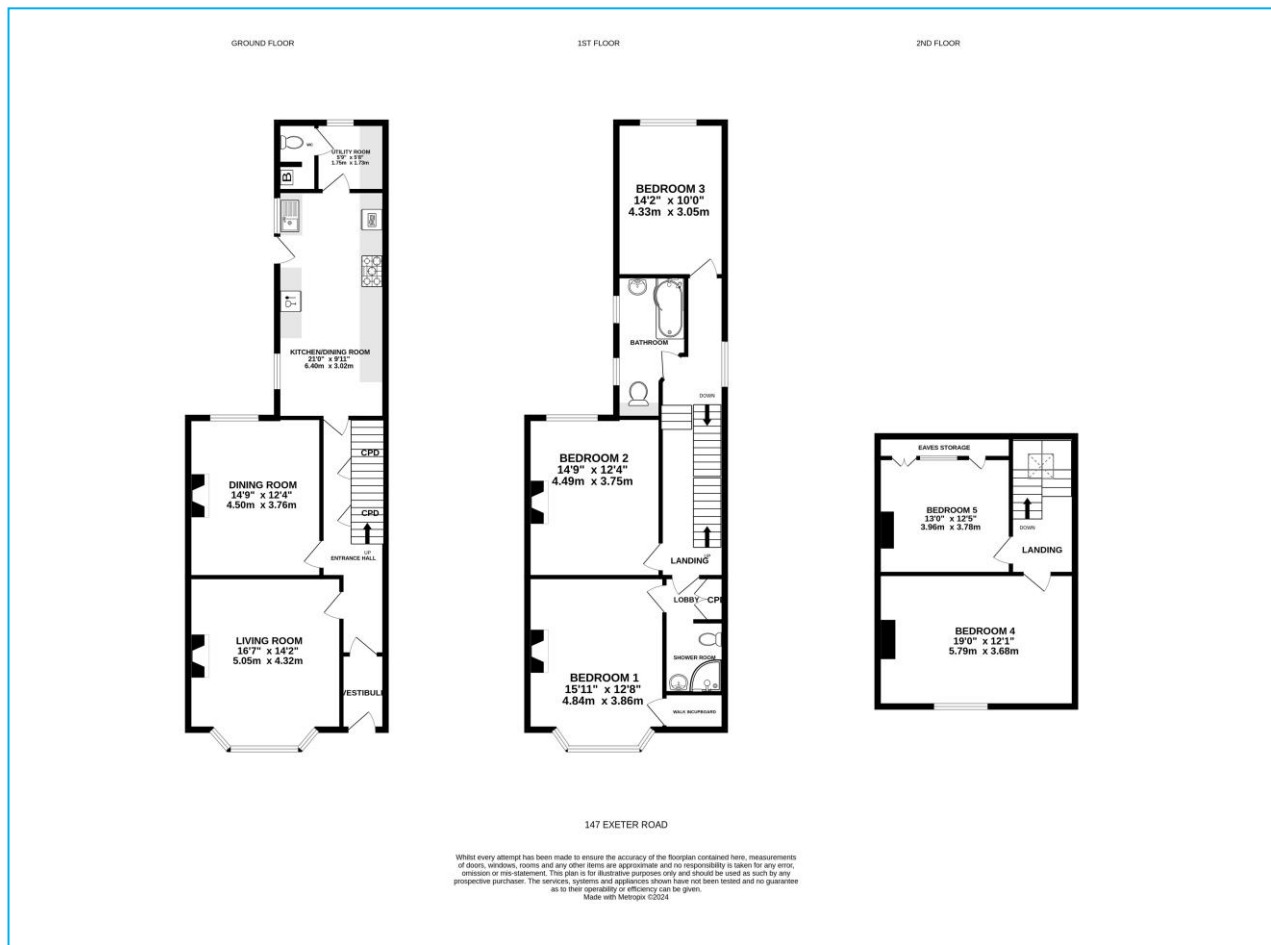 GROUND FLOOR
WC
UTILITY ROOM
5'9" x 5'8"
1.75m x 1.73m
B
KITCHEN/DINING ROOM
21'0" x 9'11"
6.40m x 3.02m
DINING ROOM
14'9" x 12'4"
4.50m x 3.76m
CPD
CPD
UP
ENTRANCE HALL
LIVING ROOM
16'7" x 14'2"
5.05m x 4.32m
VESTIBULE
1ST FLOOR
BEDROOM 3
14'2" x 10'0"
4.33m x 3.05m
BATHROOM
DOWN
BEDROOM 2
14'9" x 12'4"
4.49m x 3.75m
UP
LANDING
LOBBY
CPD
SHOWER ROOM
BEDROOM 1
15'11" x 12'8"
4.84m x 3.86m
WALK INCUPBOARD
2ND FLOOR
EAVES STORAGE
BEDROOM 5
13'0" x 12'5"
3.96m x 3.78m
DOWN
LANDING
BEDROOM 4
19'0" x 12'1"
5.79m x 3.68m
147 EXETER ROAD
Whilst every attempt has been made to ensure the accuracy of the floorplan contained here, measurements
of doors, windows, rooms and any other items are approximate and no responsibility is taken for any error,
omission or mis-statement. This plan is for illustrative purposes only and should be used as such by any
prospective purchaser. The services, systems and appliances shown have not been tested and no guarantee
as to their operability or efficiency can be given.
Made with Metropix ©2024